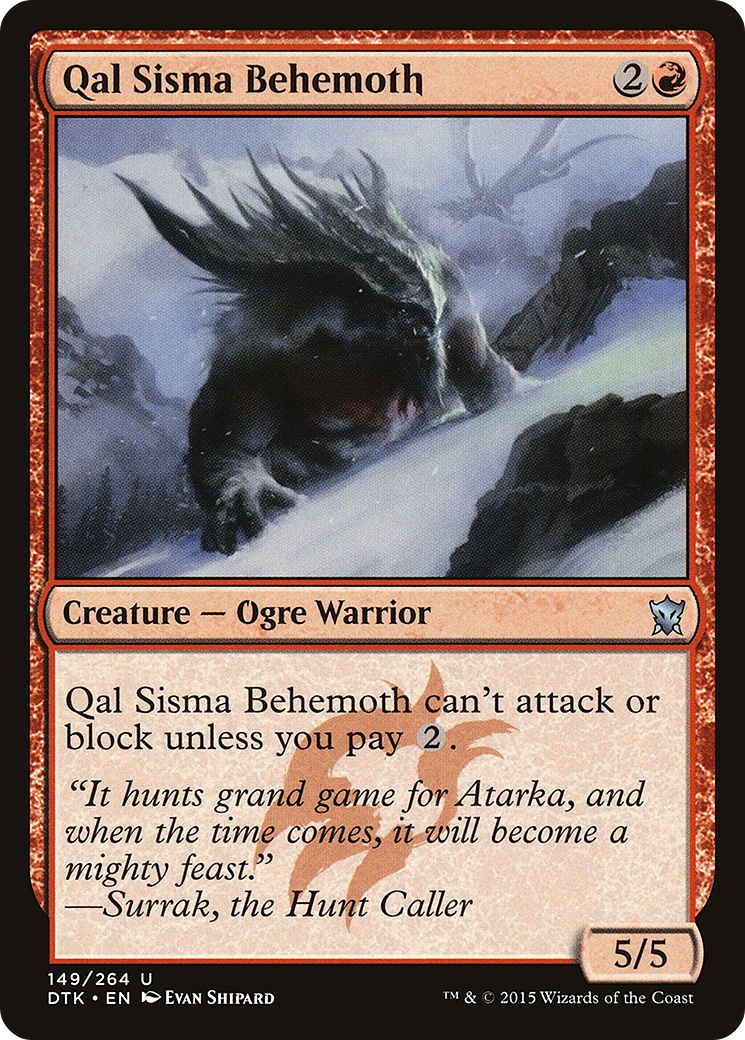 Qal Sisma Behemoth 2
Creature — Ogre Warrior
Qal Sisma Behemoth can't attack or
block unless you pay 2.
“It hunts grand game for Atarka, and
when the time comes, it will become a
mighty feast.”
—Surrak, the Hunt Caller
5/5
149/264 U
DTK • EN Evan Shipard
™ & © 2015 Wizards of the Coast